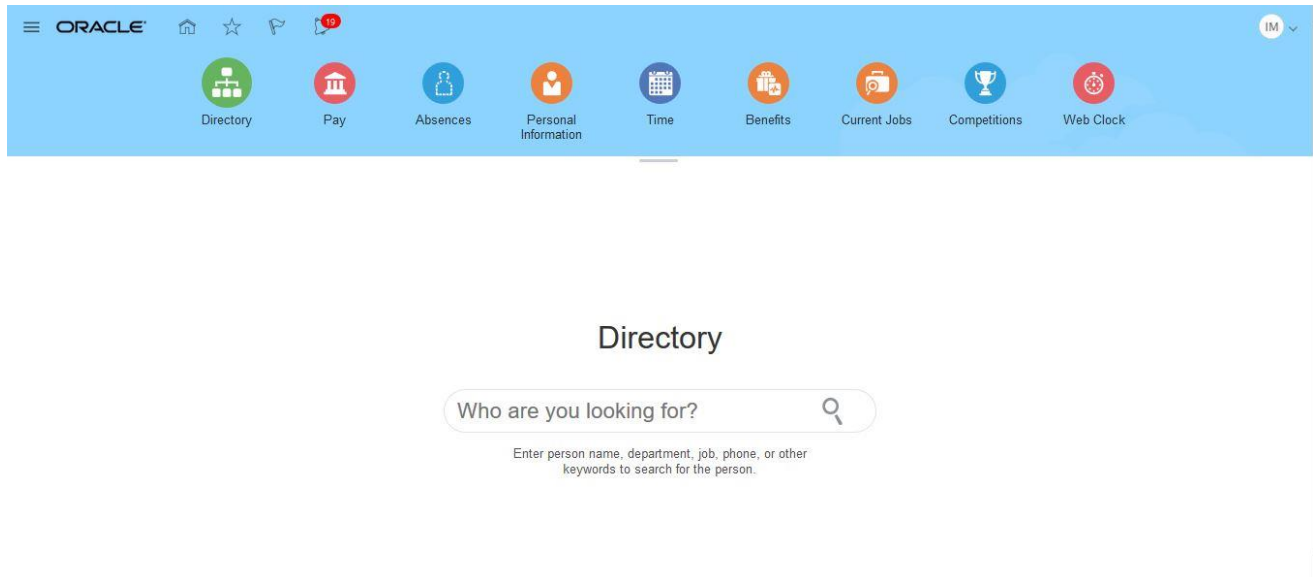 ORACLE
19
IM
Directory
Pay
Absences
Personal
Information
Time
Benefits
Current Jobs
Competitions
Web Clock
Directory
Who are you looking for?
Enter person name, department, job, phone, or other
keywords to search for the person.